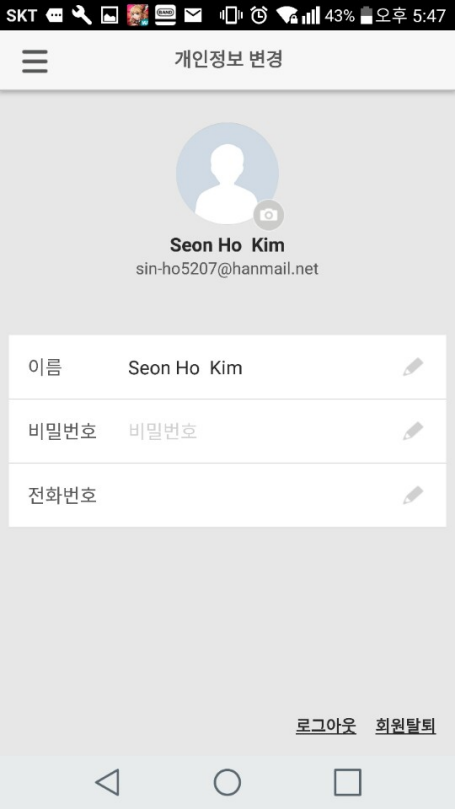 SKT 43% 오후 5:47
BAND
개인정보 변경
Seon Ho  Kim
sin-ho5207@hanmail.net
이름 Seon Ho  Kim
비밀번호 비밀번호
전화번호
로그아웃 회원탈퇴